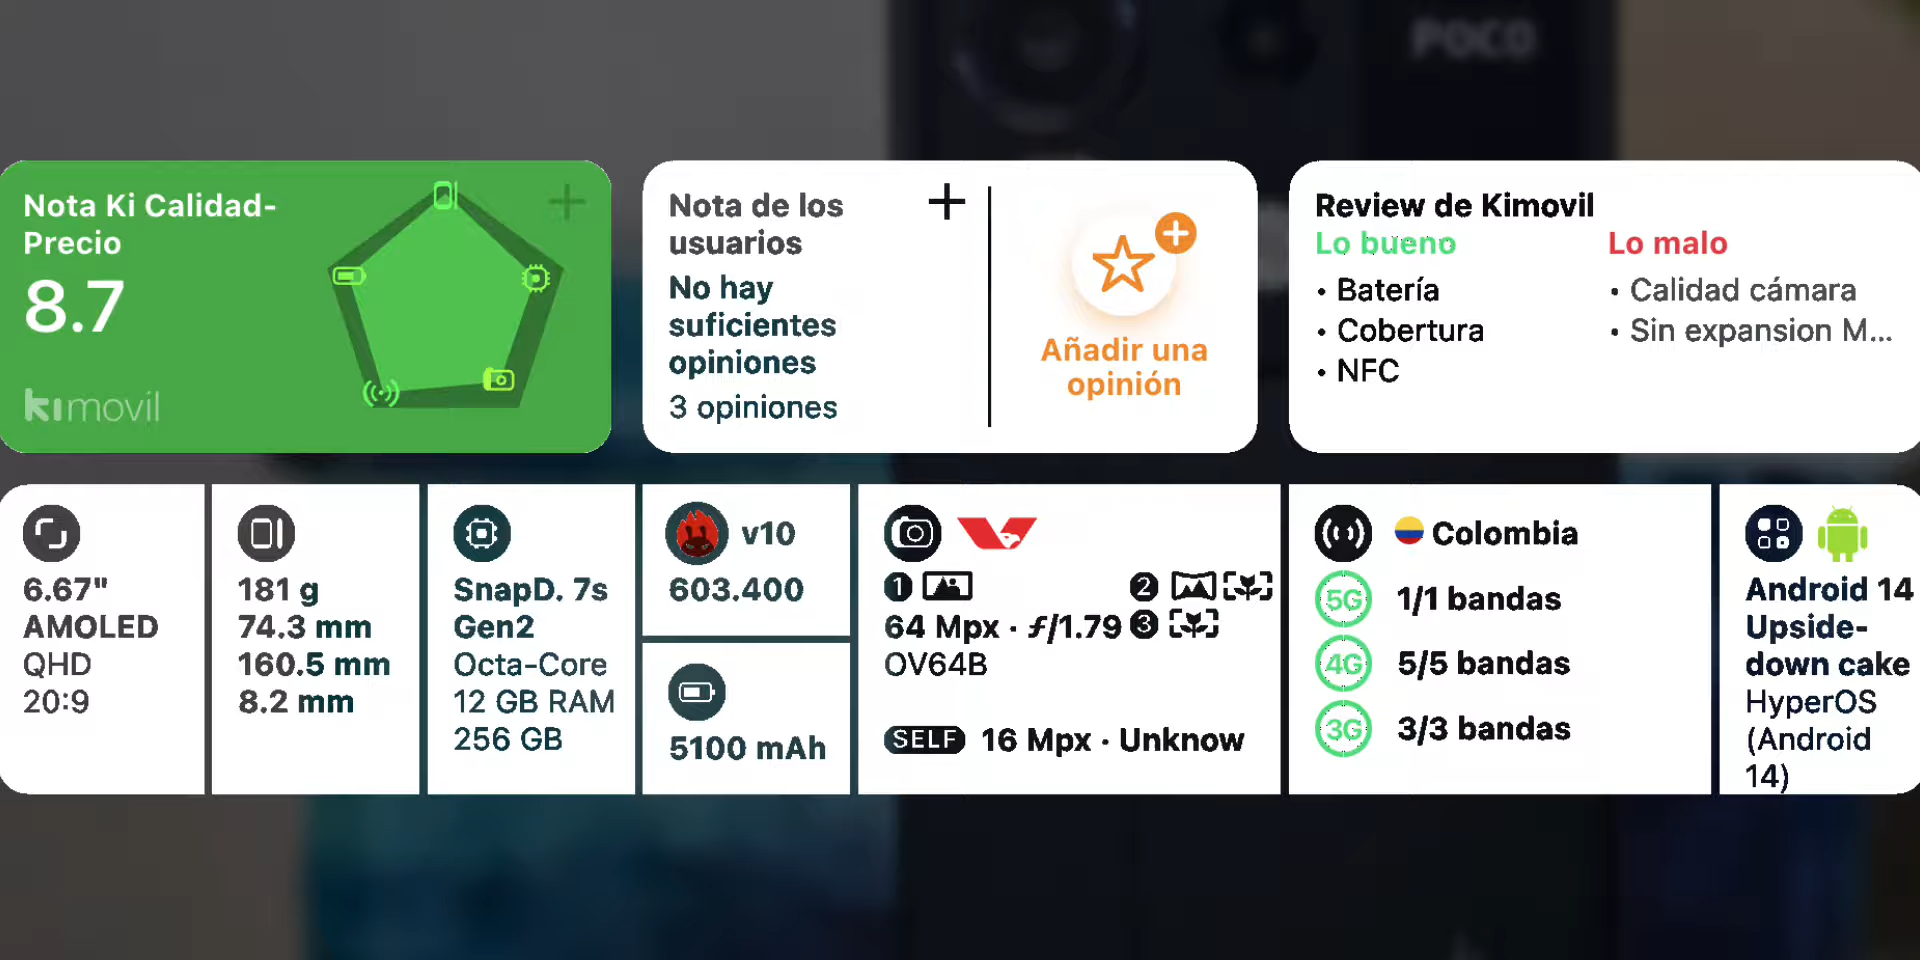 POCO
Nota Ki Calidad-
Precio
8.7
kimovil
Nota de los
usuarios
No hay
suficientes
opiniones
3 opiniones
Añadir una
opinión
Review de Kimovil
Lo bueno
• Batería
• Cobertura
• NFC
Lo malo
• Calidad cámara
• Sin expansion M...
6.67"
AMOLED
QHD
20:9
181 g
74.3 mm
160.5 mm
8.2 mm
SnapD. 7s
Gen2
Octa-Core
12 GB RAM
256 GB
v10
603.400
5100 mAh
1
64 Mpx · ƒ/1.79
OV64B
2
3
SELF 16 Mpx · Unknow
Colombia
5G 1/1 bandas
4G 5/5 bandas
3G 3/3 bandas
Android 14
Upside-
down cake
HyperOS
(Android
14)